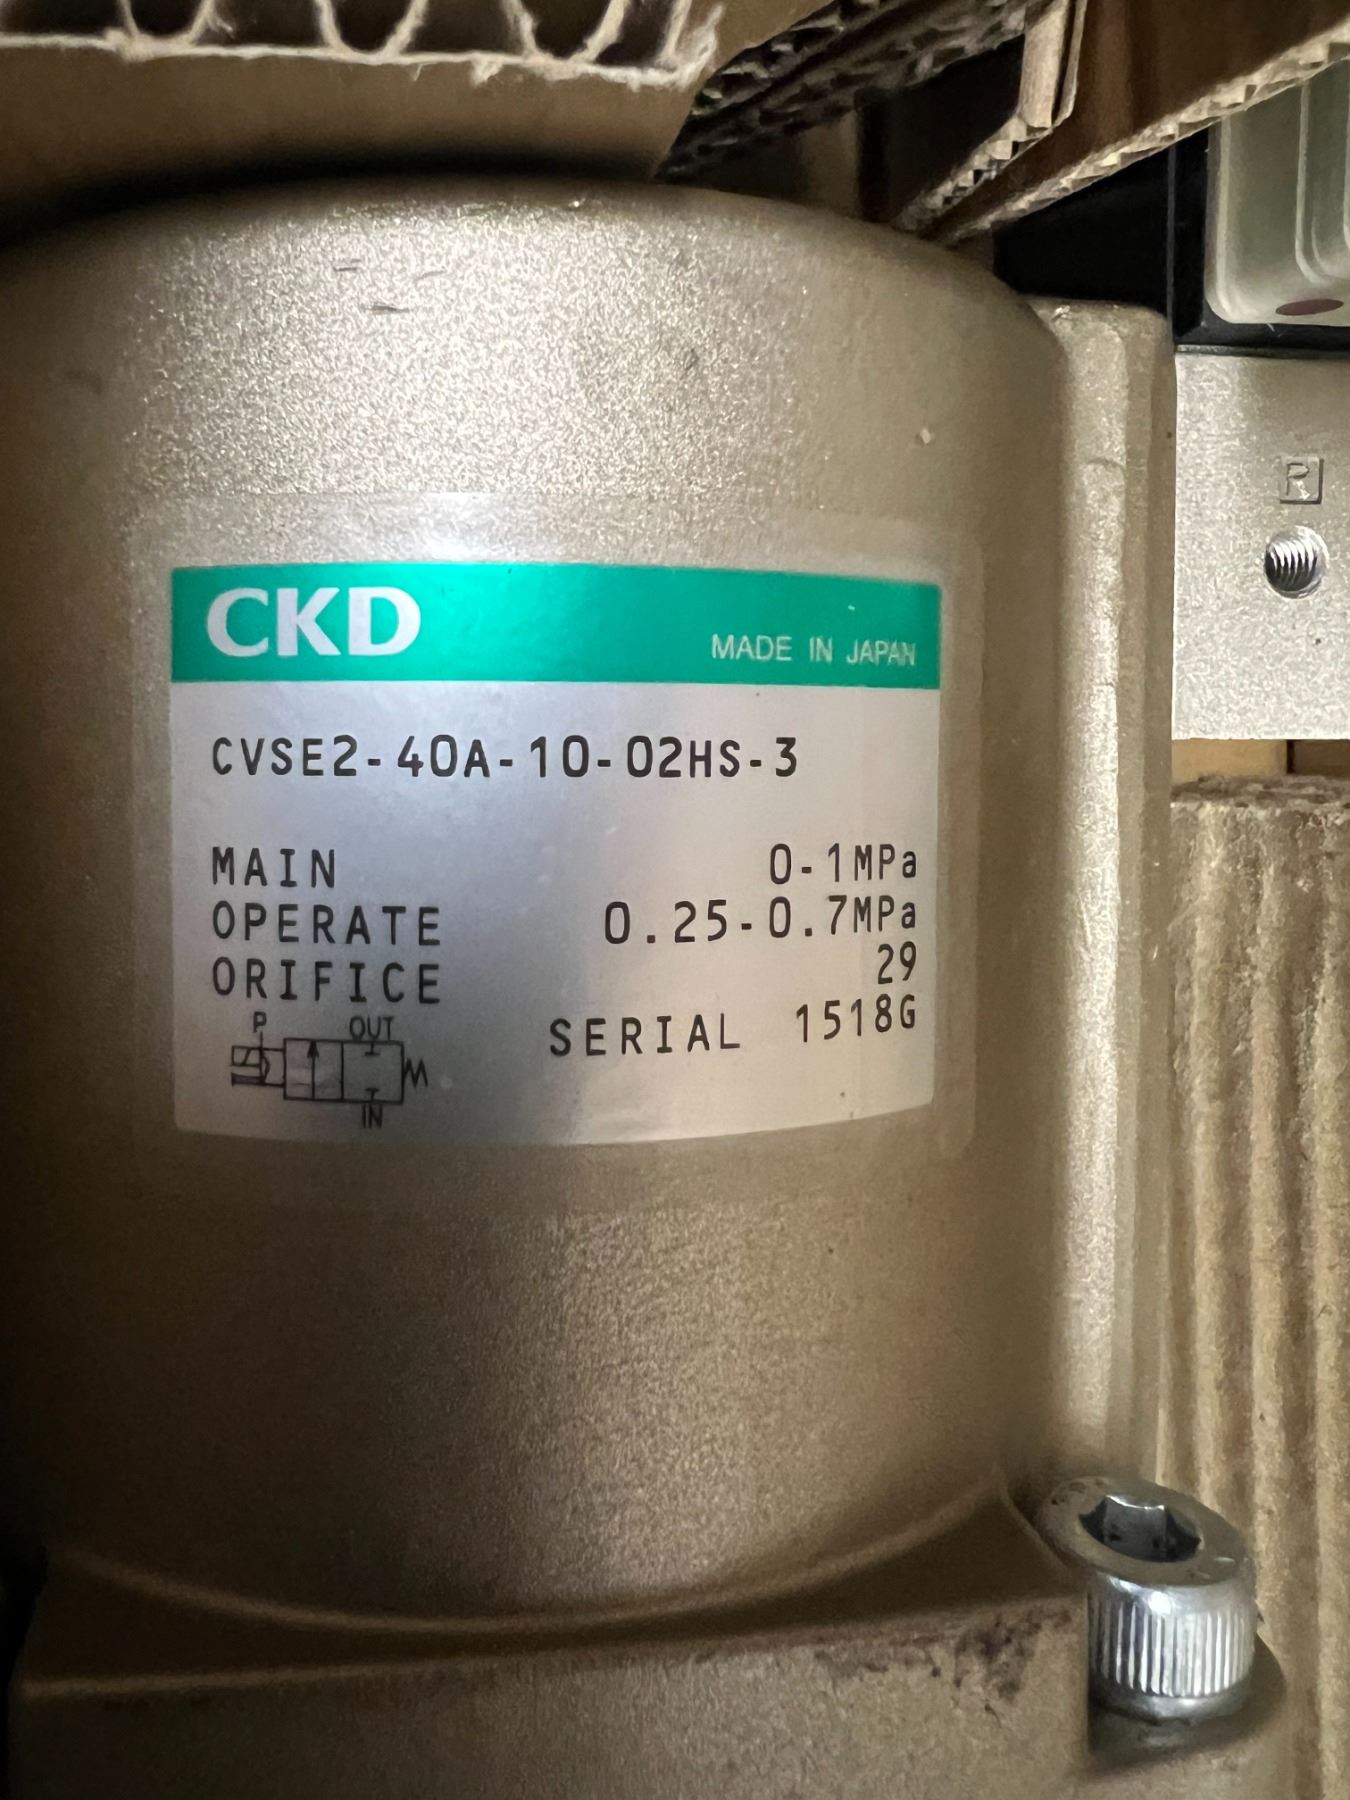 CKD
MADE IN JAPAN
CVSE2-40A-10-02HS-3
MAIN 0-1MPa
OPERATE 0.25-0.7MPa
ORIFICE 29
SERIAL 1518G
P OUT
IN
R